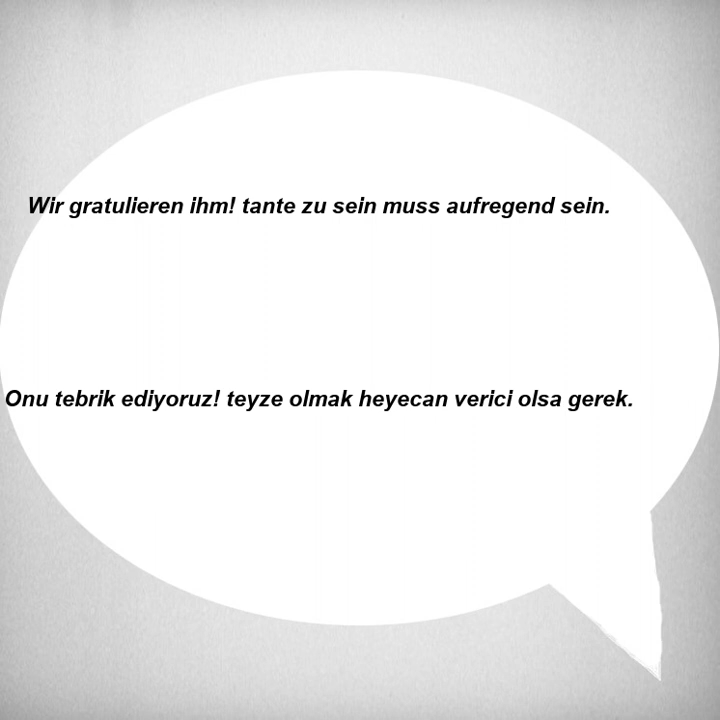 Wir gratulieren ihm! tante zu sein muss aufregend sein.
Onu tebrik ediyoruz! teyze olmak heyecan verici olsa gerek.